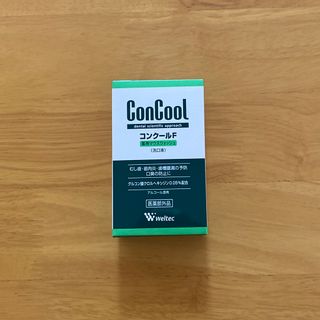 ConCool
dental scientific approach
コンクールF
薬用マウスウォッシュ
(洗口液)
むし歯・歯肉炎・歯槽膿漏の予防
口臭の防止に
グルコン酸クロルヘキシジン0.05%配合
アルコール使用
医薬部外品
Weltec